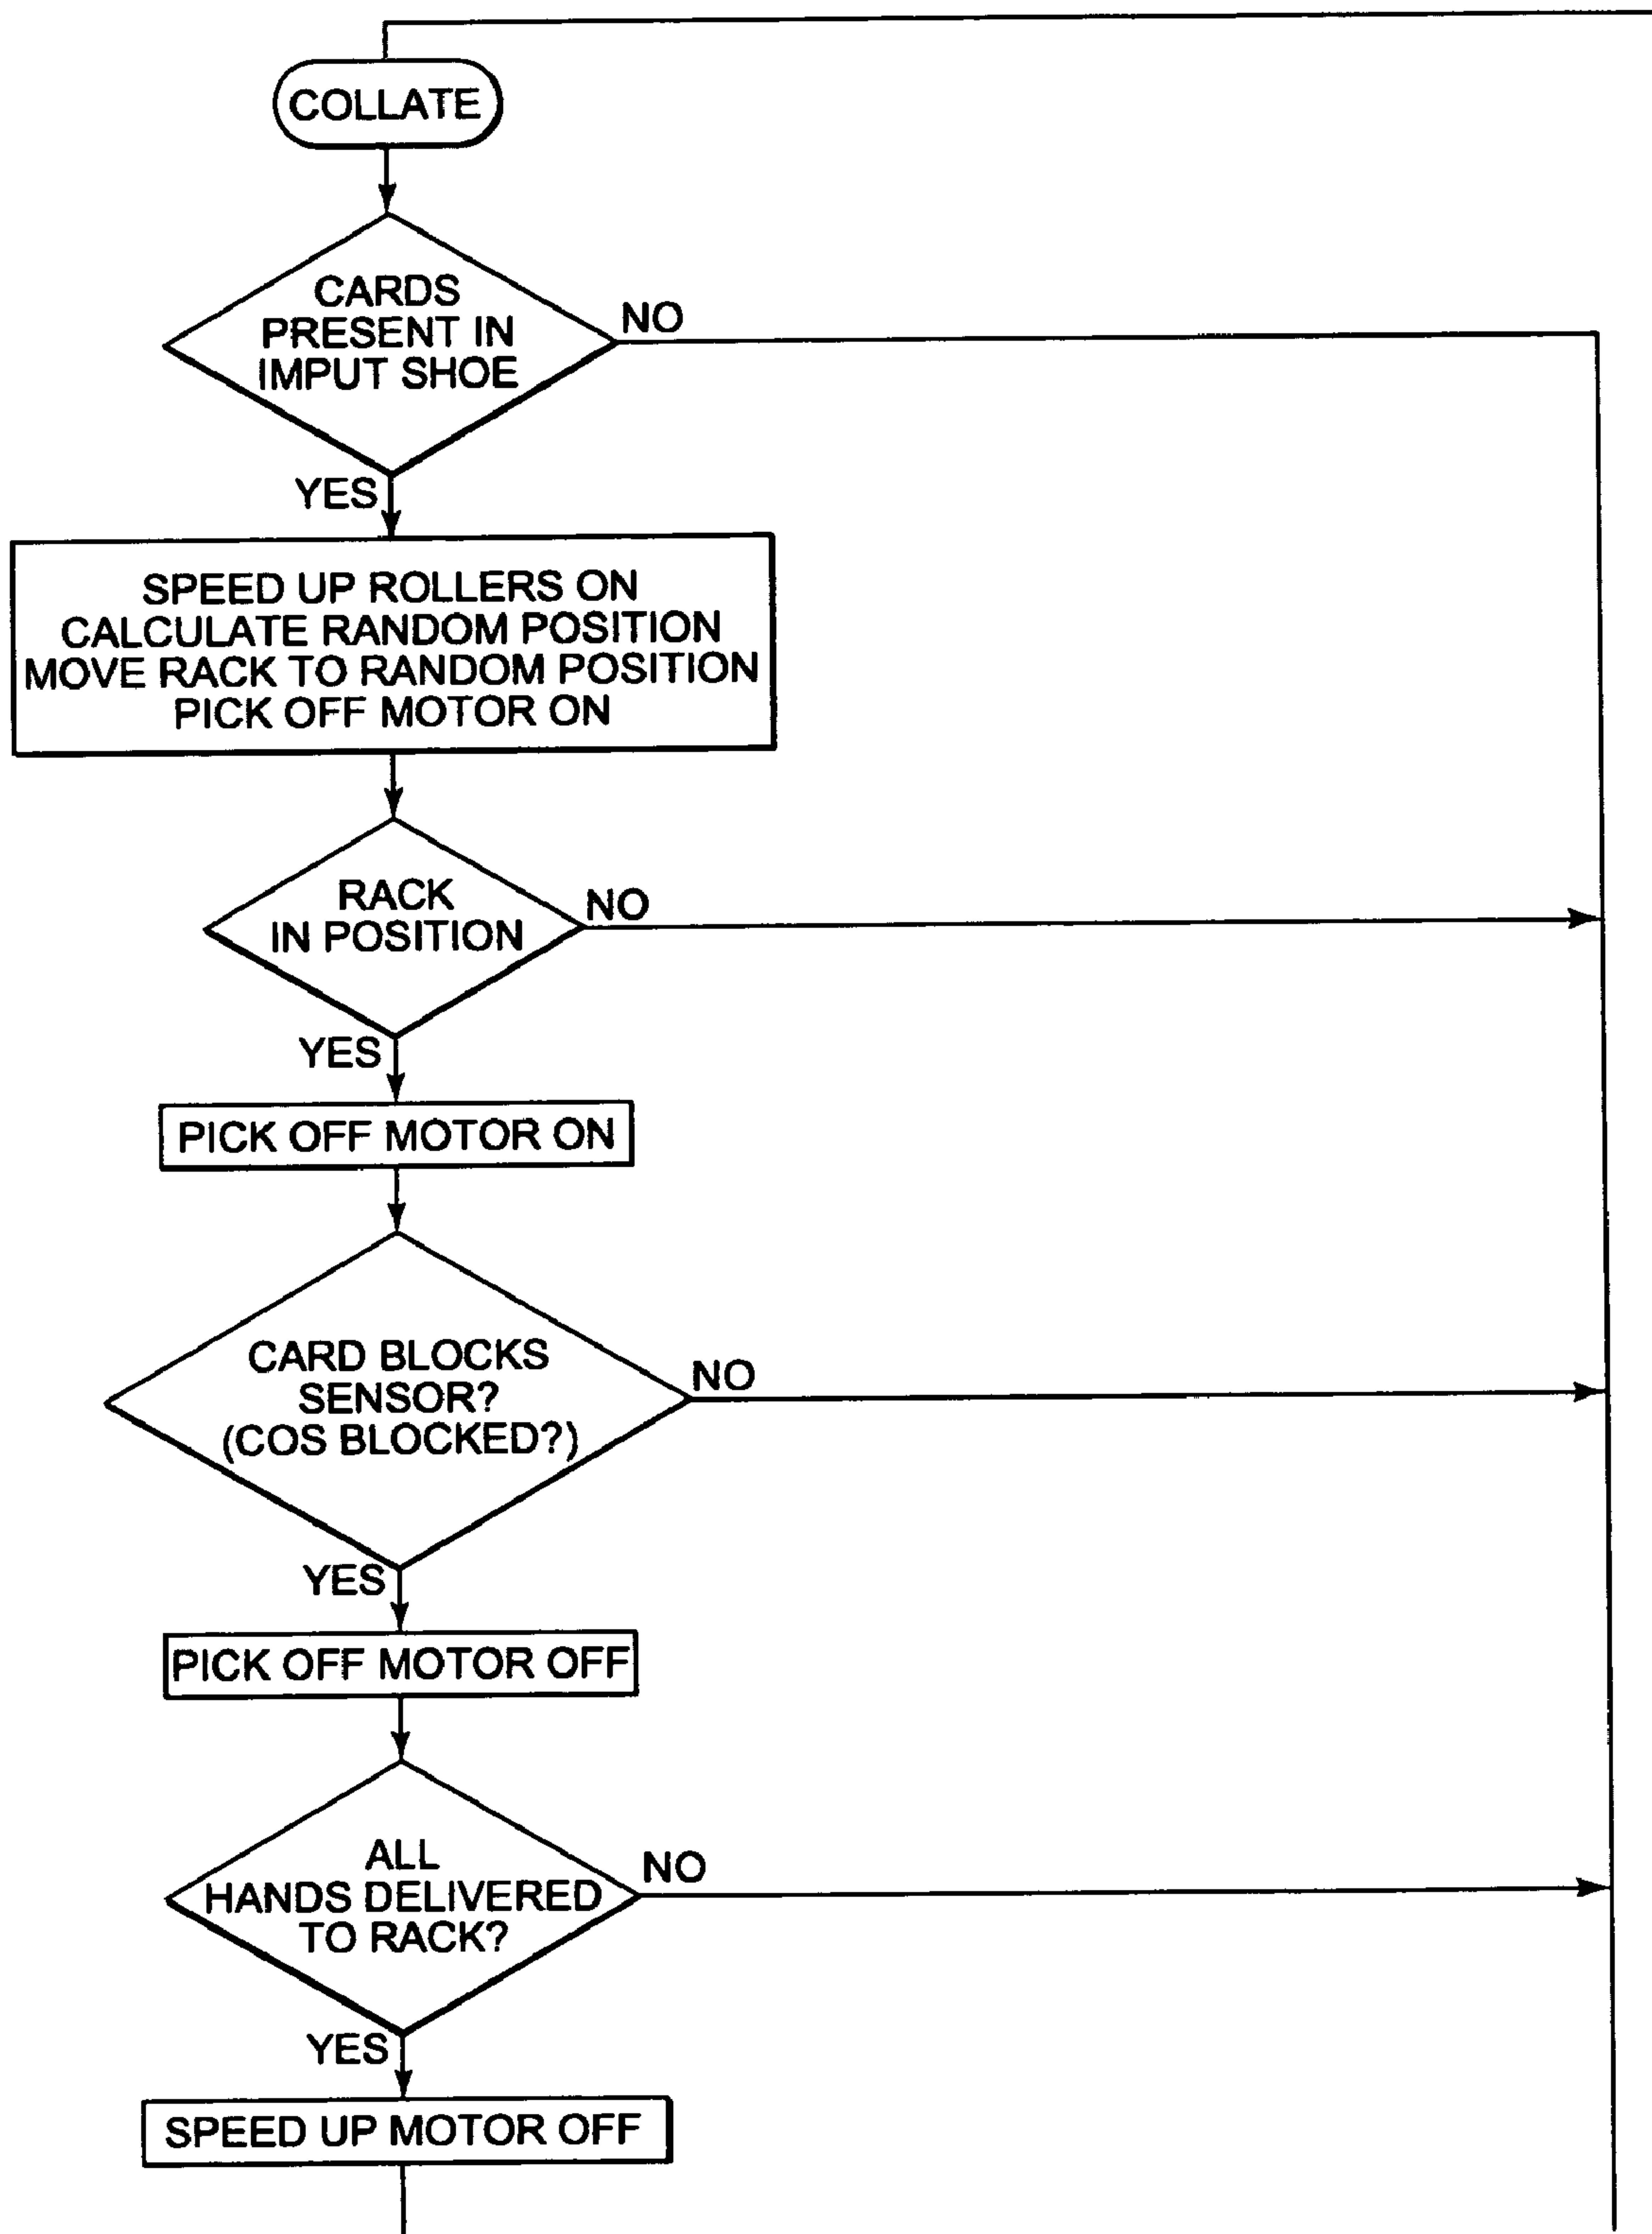 COLLATE
CARDS
PRESENT IN
IMPUT SHOE
NO
YES
SPEED UP ROLLERS ON
CALCULATE RANDOM POSITION
MOVE RACK TO RANDOM POSITION
PICK OFF MOTOR ON
RACK
IN POSITION
NO
YES
PICK OFF MOTOR ON
CARD BLOCKS
SENSOR?
(COS BLOCKED?)
NO
YES
PICK OFF MOTOR OFF
ALL
HANDS DELIVERED
TO RACK?
NO
YES
SPEED UP MOTOR OFF